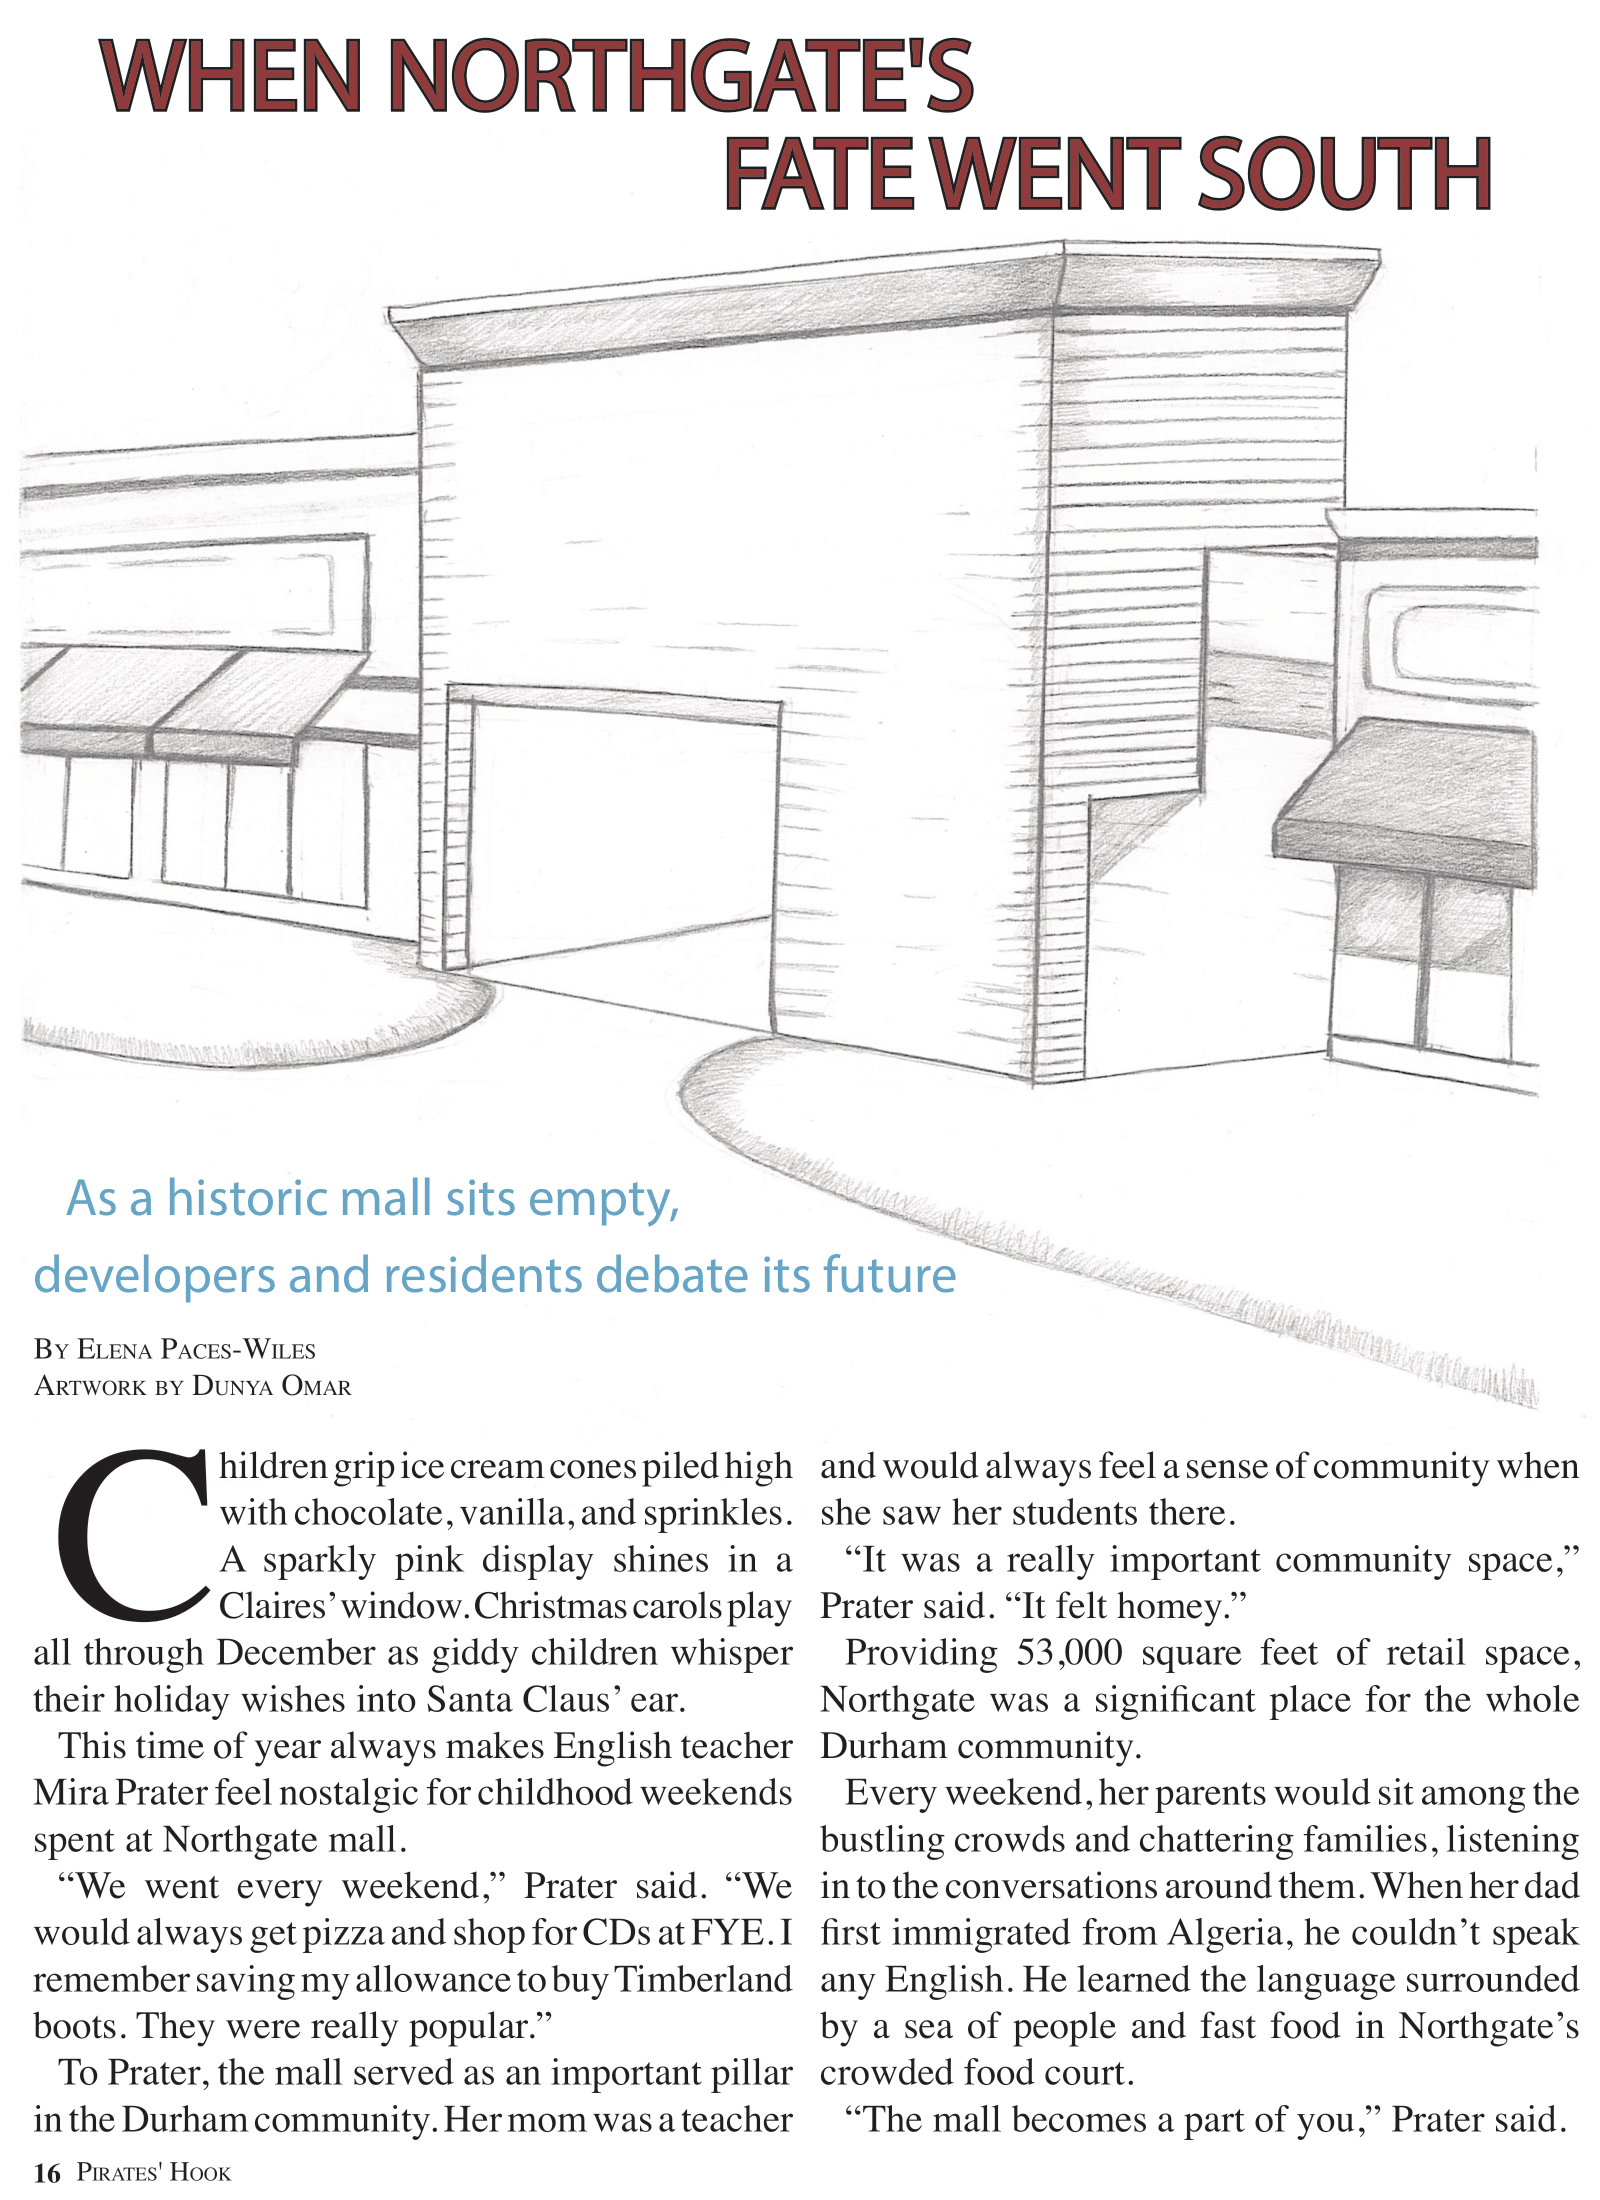 WHEN NORTHGATE'S
FATE WENT SOUTH
As a historic mall sits empty,
developers and residents debate its future
By Elena Paces-Wiles
Artwork by Dunya Omar
Children grip ice cream cones piled high
with chocolate, vanilla, and sprinkles.
A sparkly pink display shines in a
Claires’ window. Christmas carols play
all through December as giddy children whisper
their holiday wishes into Santa Claus’ ear.
This time of year always makes English teacher
Mira Prater feel nostalgic for childhood weekends
spent at Northgate mall.
“We went every weekend,” Prater said. “We
would always get pizza and shop for CDs at FYE. I
remember saving my allowance to buy Timberland
boots. They were really popular.”
To Prater, the mall served as an important pillar
in the Durham community. Her mom was a teacher
and would always feel a sense of community when
she saw her students there.
“It was a really important community space,”
Prater said. “It felt homey.”
Providing 53,000 square feet of retail space,
Northgate was a significant place for the whole
Durham community.
Every weekend, her parents would sit among the
bustling crowds and chattering families, listening
in to the conversations around them. When her dad
first immigrated from Algeria, he couldn’t speak
any English. He learned the language surrounded
by a sea of people and fast food in Northgate’s
crowded food court.
“The mall becomes a part of you,” Prater said.
16 Pirates' Hook